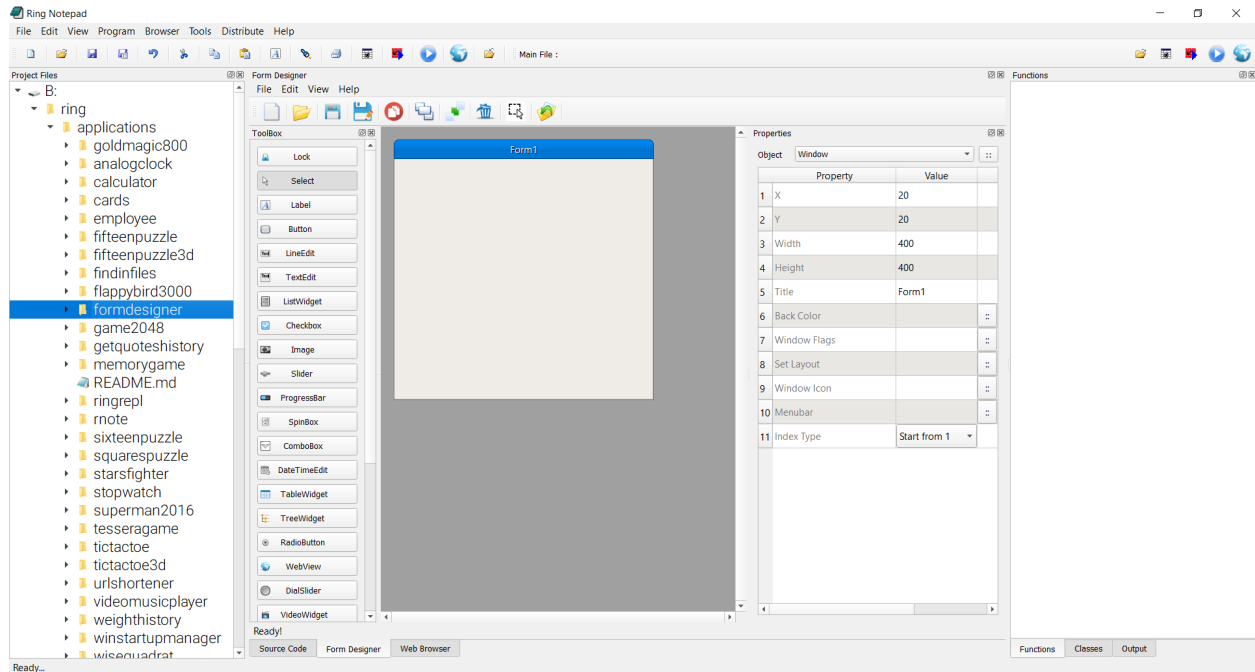 Ring Notepad
File Edit View Program Browser Tools Distribute Help
Main File :
Project Files
B:
ring
applications
goldmagic800
analogclock
calculator
cards
employee
fifteenpuzzle
fifteenpuzzle3d
findinfiles
flappybird3000
formdesigner
game2048
getquoteshistory
memorygame
README.md
ringrepl
rnote
sixteenpuzzle
squarespuzzle
starsfighter
stopwatch
superman2016
tesseragame
tictactoe
tictactoe3d
urlshortener
videomusicplayer
weighthistory
winstartupmanager
wisequadrat
Form Designer
File Edit View Help
ToolBox
Lock
Select
Label
Button
LineEdit
TextEdit
ListWidget
Checkbox
Image
Slider
ProgressBar
SpinBox
ComboBox
DateTimeEdit
TableWidget
TreeWidget
RadioButton
WebView
DialSlider
VideoWidget
Form1
Properties
Object Window ::
Property Value
1 X 20
2 Y 20
3 Width 400
4 Height 400
5 Title Form1
6 Back Color ::
7 Window Flags ::
8 Set Layout ::
9 Window Icon ::
10 Menubar ::
11 Index Type Start from 1
Ready!
Source Code Form Designer Web Browser
Functions
Functions Classes Output
Ready...